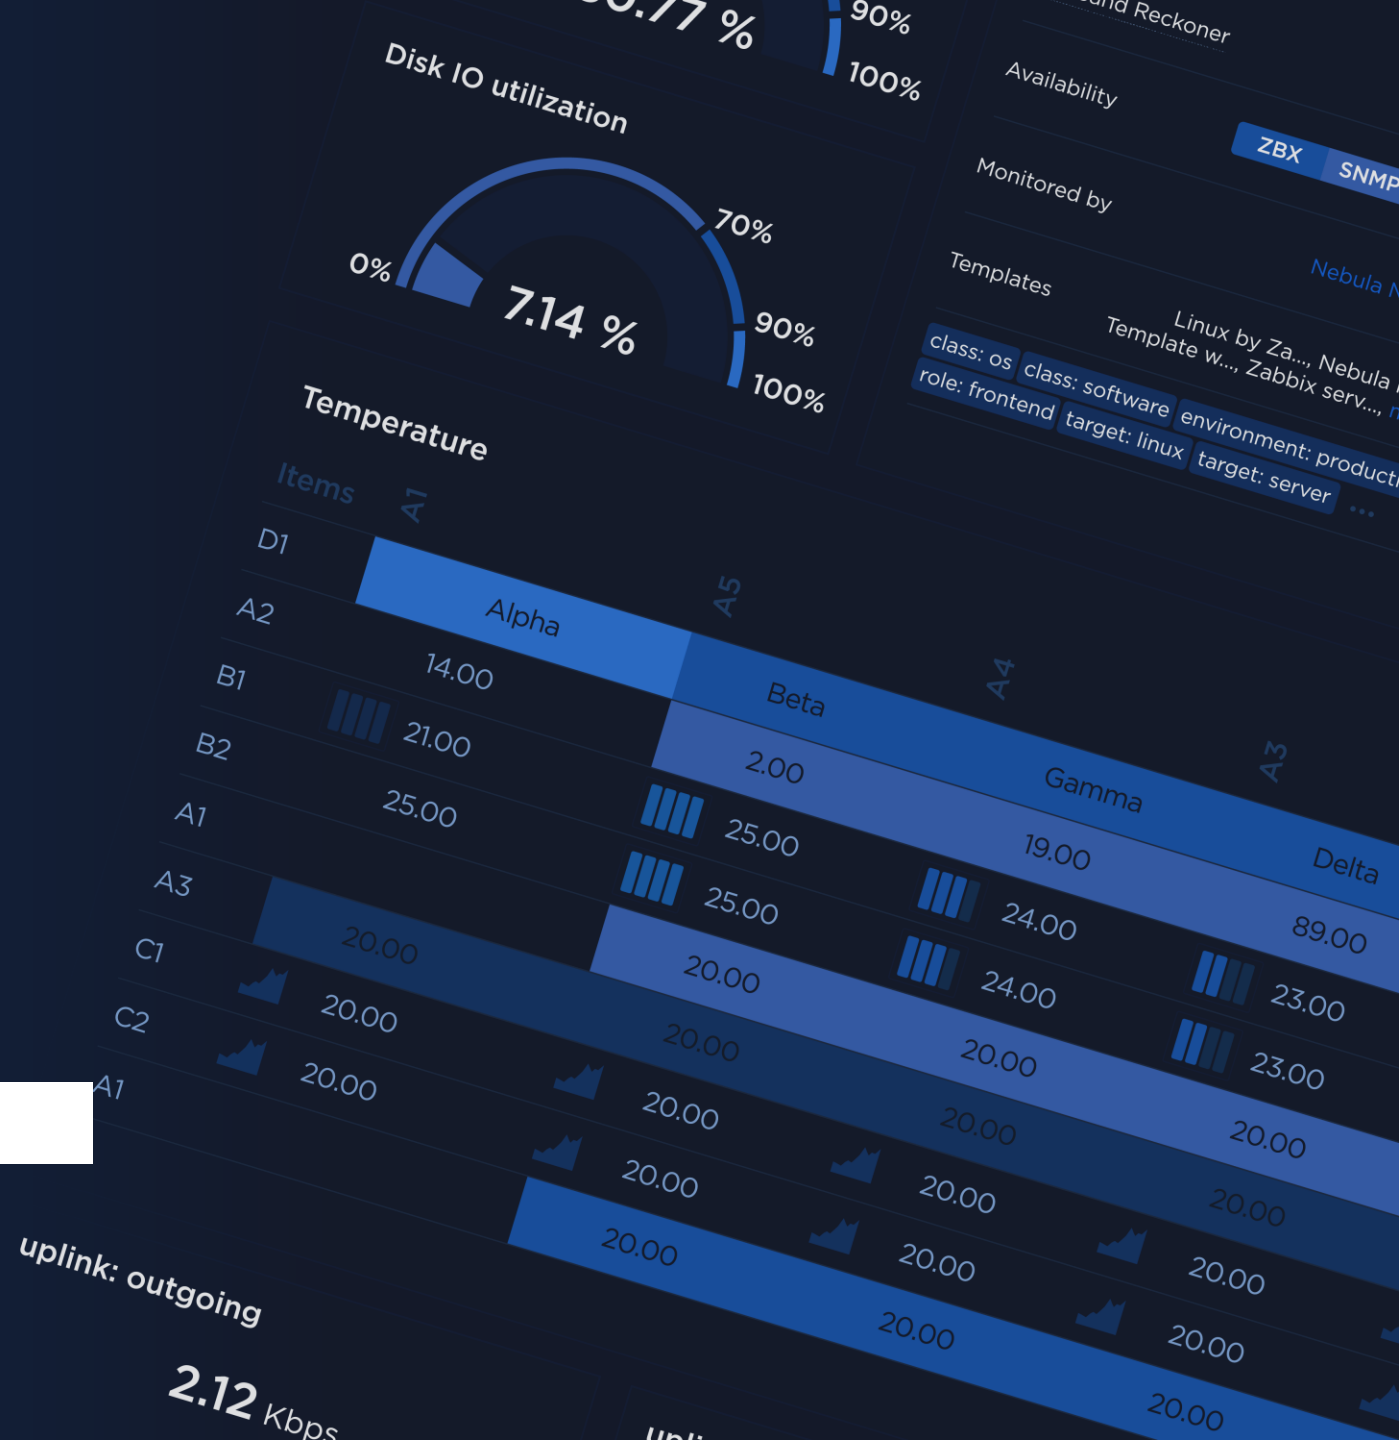 90%
100%
Reckoner
Disk IO utilization
0%
70%
90%
100%
7.14 %
Availability
ZBX SNMP
Monitored by
Nebula
Templates
Linux by Za..., Nebula
Template w..., Zabbix serv...,
class: os class: software environment:
role: frontend target: linux target: server ...
Temperature
Items A1 A5 A4 A3
D1 Alpha Beta Gamma Delta
A2 14.00 2.00 19.00 89.00
B1 21.00 25.00 24.00 23.00
B2 25.00 25.00 24.00 23.00
A1 20.00 20.00 20.00
A3 20.00 20.00 20.00 20.00
C1 20.00 20.00 20.00 20.00
C2 20.00 20.00 20.00 20.00
A1 20.00 20.00 20.00
uplink: outgoing
2.12 Kbps